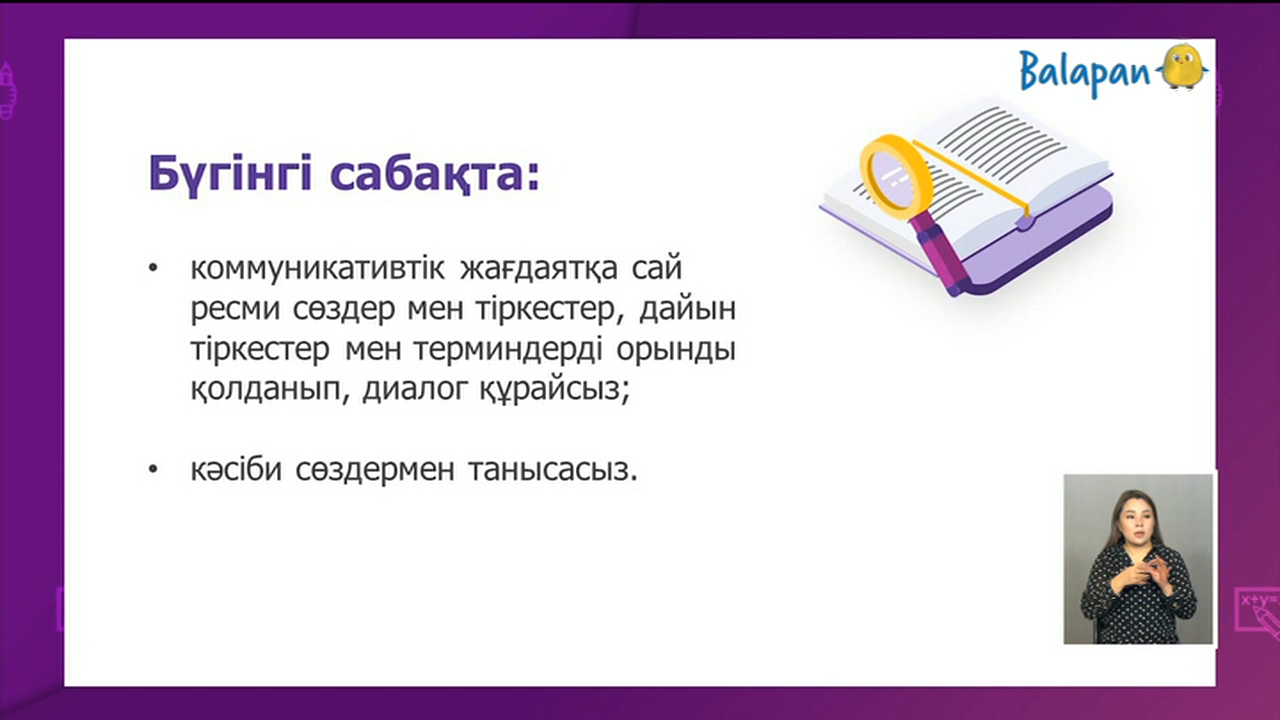 Balapan
Бүгінгі сабақта:
• коммуникативтік жағдаятқа сай
ресми сөздер мен тіркестер, дайын
тіркестер мен терминдерді орынды
қолданып, диалог құрайсыз;
• кәсіби сөздермен танысасыз.
x+y=